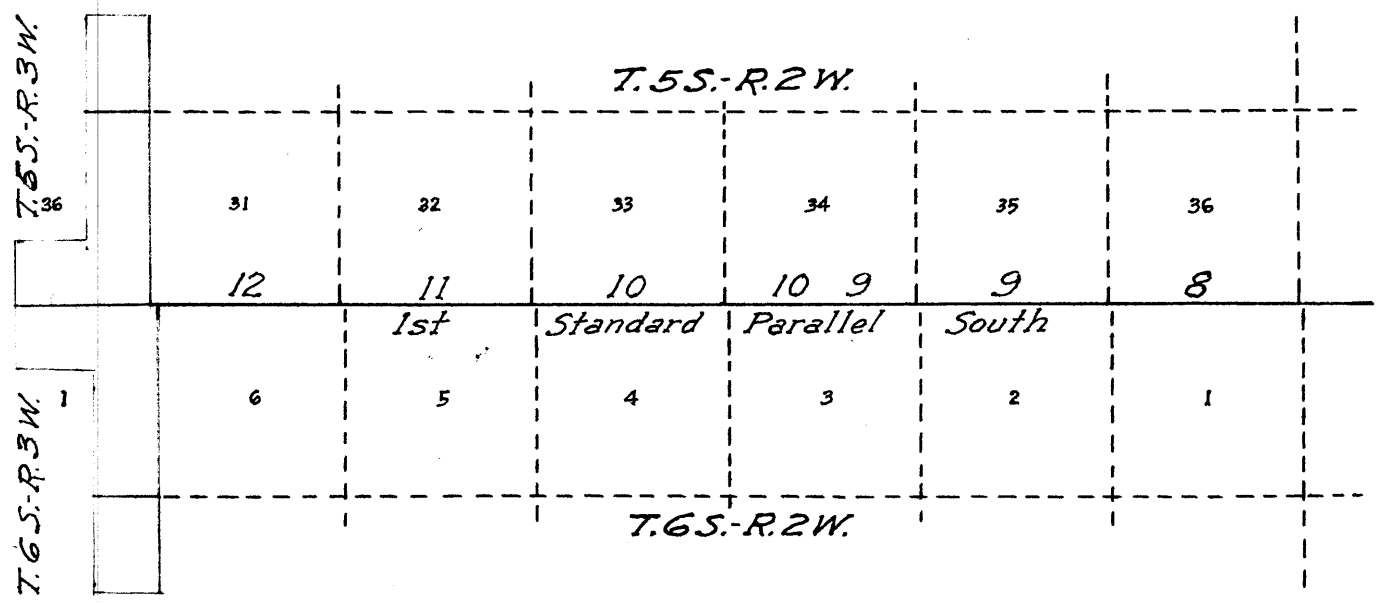 T.5S.-R.3W.
T.5S.-R.2W.
36 31 32 33 34 35 36
12 11 10 10 9 9 8
1st Standard Parallel South
1 6 5 4 3 2 1
T.6S.-R.3W.
T.6S.-R.2W.